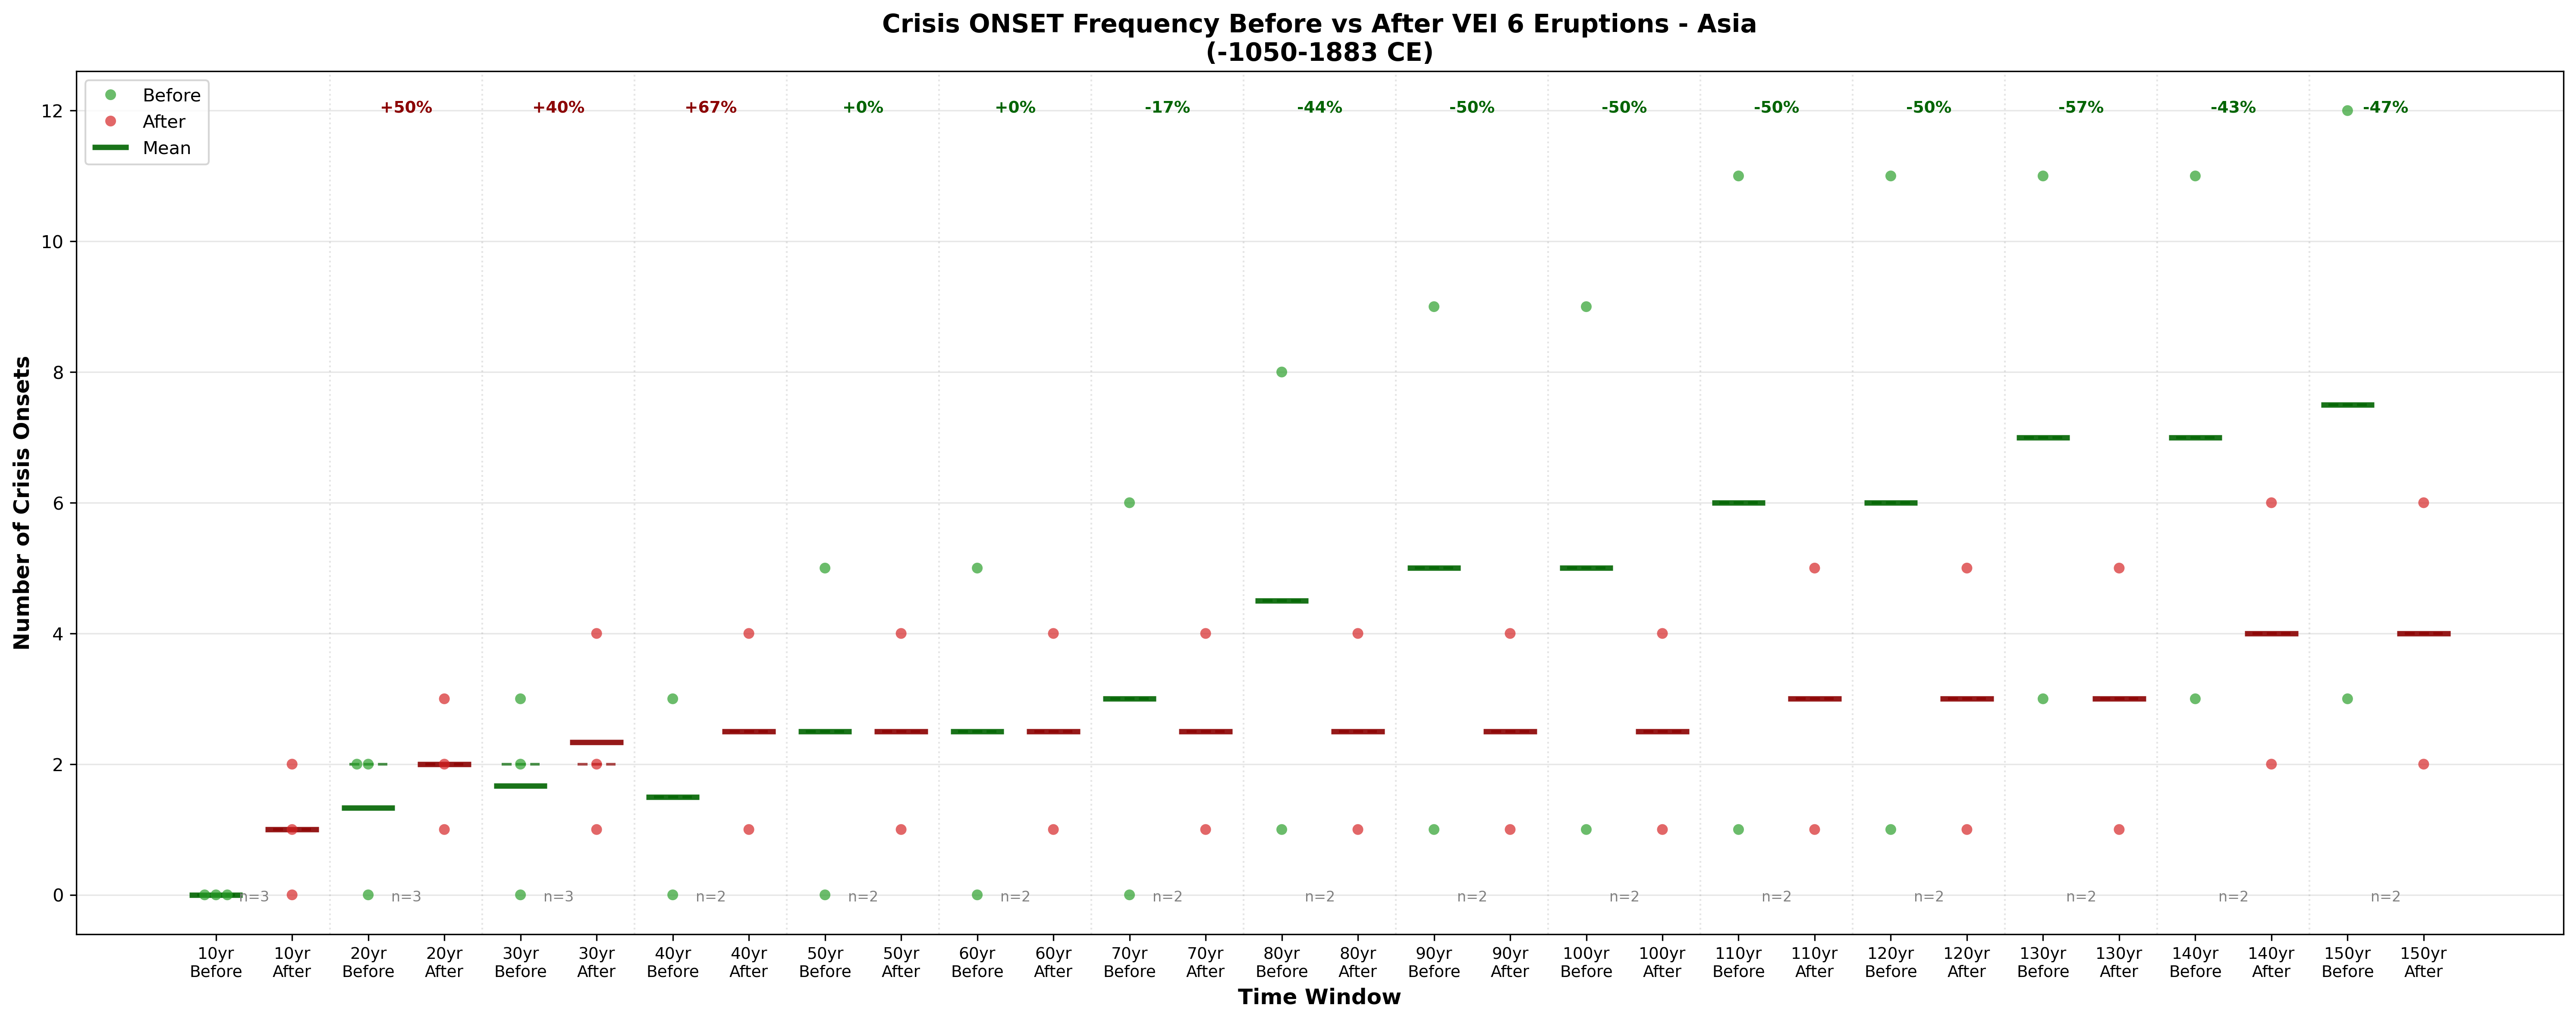 Crisis ONSET Frequency Before vs After VEI 6 Eruptions - Asia
(-1050-1883 CE)
Before
After
Mean
+50%
+40%
+67%
+0%
+0%
-17%
-44%
-50%
-50%
-50%
-50%
-57%
-43%
-47%
Number of Crisis Onsets
12
10
8
6
4
2
0
n=3
n=3
n=3
n=2
n=2
n=2
n=2
n=2
n=2
n=2
n=2
n=2
n=2
n=2
n=2
10yr
Before
10yr
After
20yr
Before
20yr
After
30yr
Before
30yr
After
40yr
Before
40yr
After
50yr
Before
50yr
After
60yr
Before
60yr
After
70yr
Before
70yr
After
80yr
Before
80yr
After
90yr
Before
90yr
After
100yr
Before
100yr
After
110yr
Before
110yr
After
120yr
Before
120yr
After
130yr
Before
130yr
After
140yr
Before
140yr
After
150yr
Before
150yr
After
Time Window